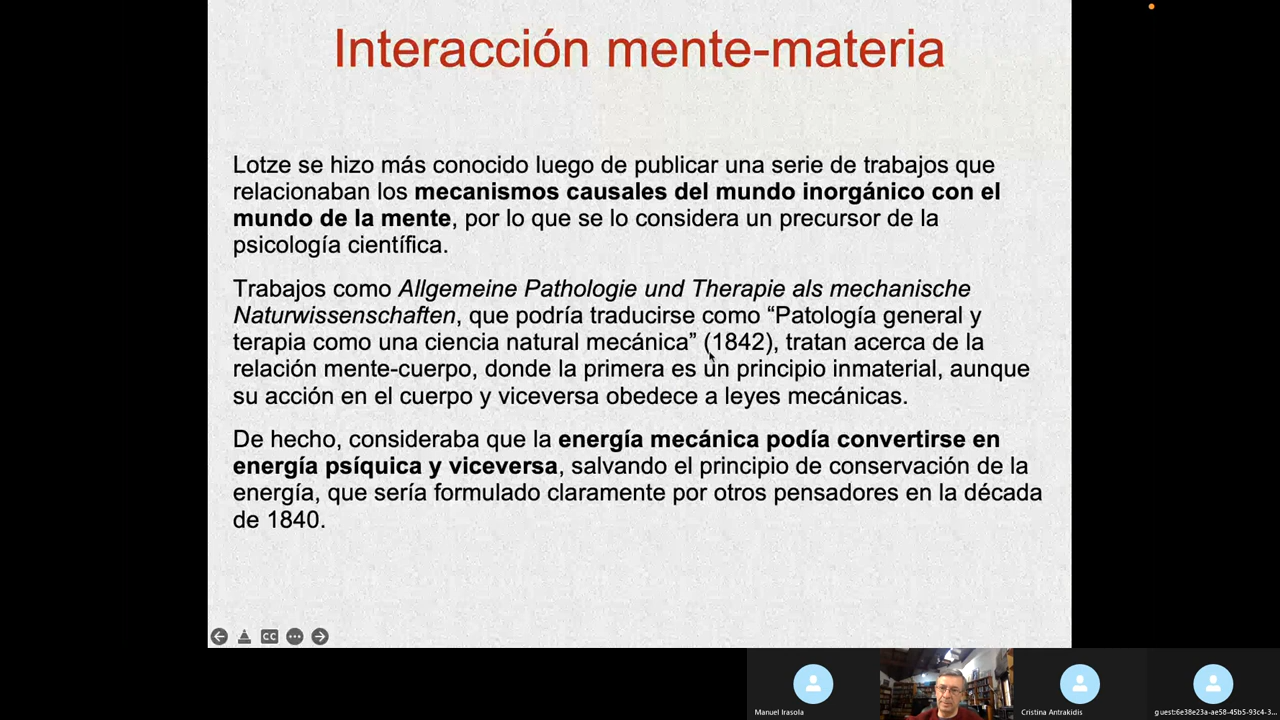 Interacción mente-materia
Lotze se hizo más conocido luego de publicar una serie de trabajos que
relacionaban los mecanismos causales del mundo inorgánico con el
mundo de la mente, por lo que se lo considera un precursor de la
psicología científica.
Trabajos como Allgemeine Pathologie und Therapie als mechanische
Naturwissenschaften, que podría traducirse como “Patología general y
terapia como una ciencia natural mecánica” (1842), tratan acerca de la
relación mente-cuerpo, donde la primera es un principio inmaterial, aunque
su acción en el cuerpo y viceversa obedece a leyes mecánicas.
De hecho, consideraba que la energía mecánica podía convertirse en
energía psíquica y viceversa, salvando el principio de conservación de la
energía, que sería formulado claramente por otros pensadores en la década
de 1840.
CC
Manuel Irasola
Cristina Antrakidis
guest:6e38e23a-ae58-45b5-93c4-3...